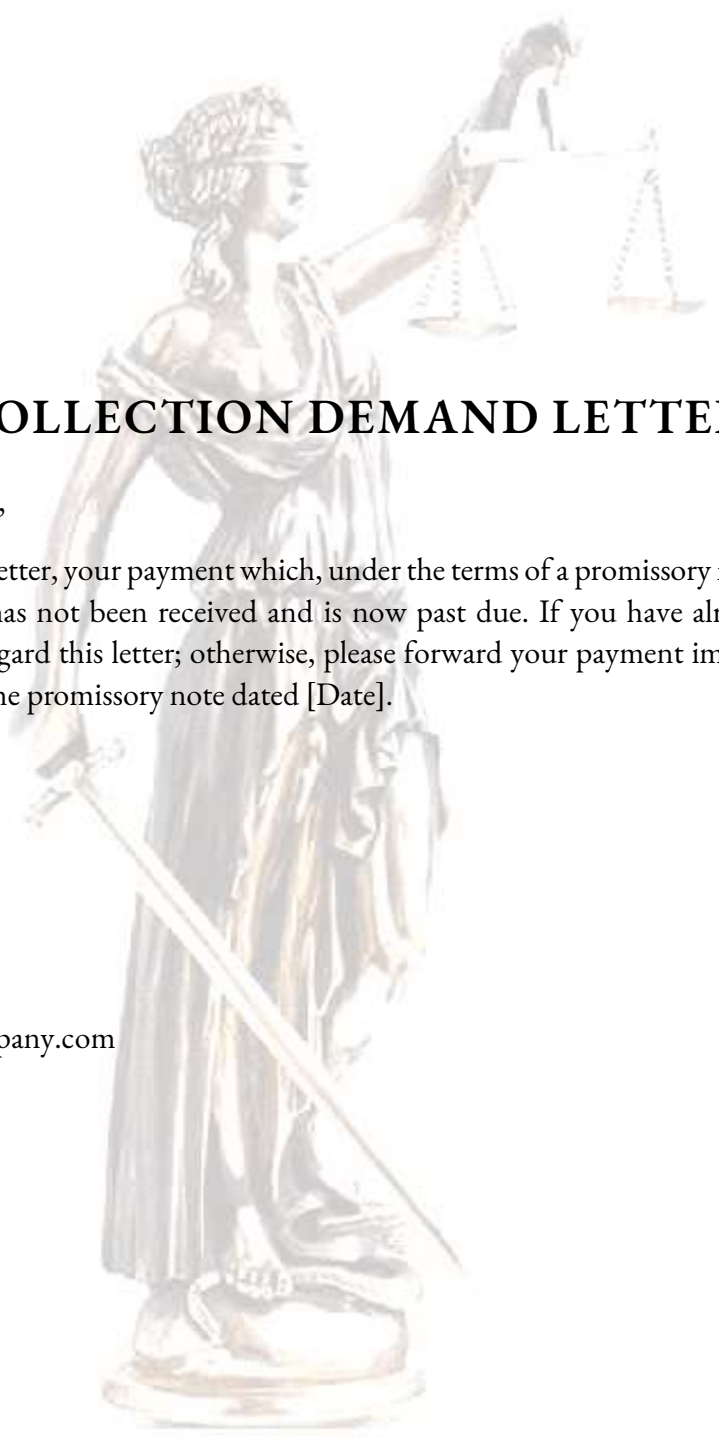 OLLECTION DEMAND LETTE
,
etter, your payment which, under the terms of a promissory
as not been received and is now past due. If you have al
gard this letter; otherwise, please forward your payment im
e promissory note dated [Date].
pany.com